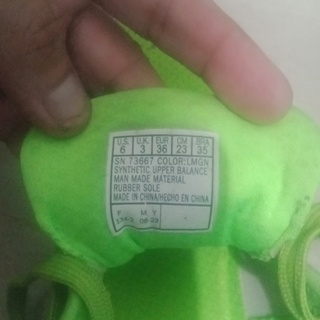 U.S. U.K. EUR CM BRA
6 3 36 23 35
SN 73667 COLOR:LMGN
SYNTHETIC UPPER BALANCE
MAN MADE MATERIAL
RUBBER SOLE
MADE IN CHINA/HECHO EN CHINA
F M Y